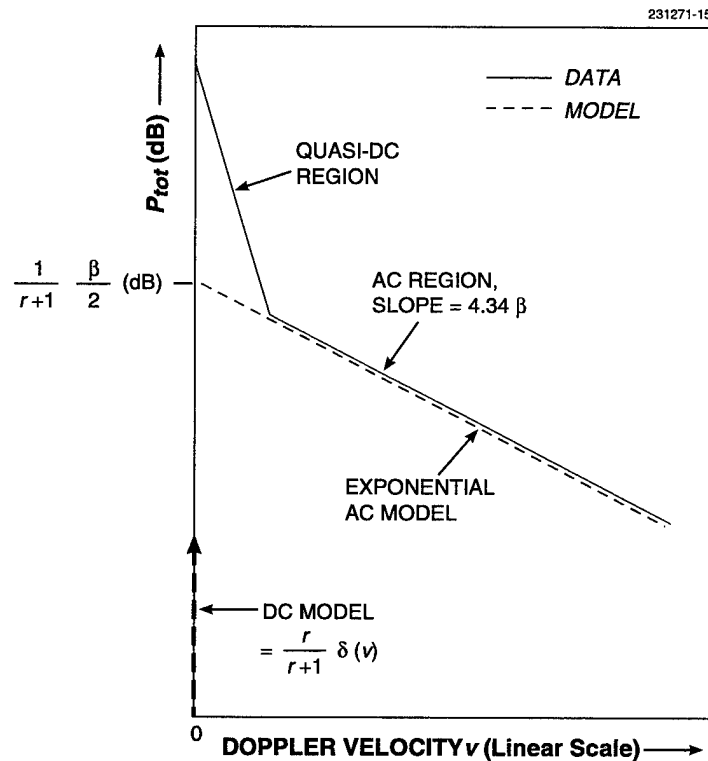 231271-15
P_tot (dB)
DATA
MODEL
QUASI-DC
REGION
1/(r+1) β/2 (dB)
AC REGION,
SLOPE = 4.34 β
EXPONENTIAL
AC MODEL
DC MODEL
= r/(r+1) δ (v)
0
DOPPLER VELOCITY v (Linear Scale)